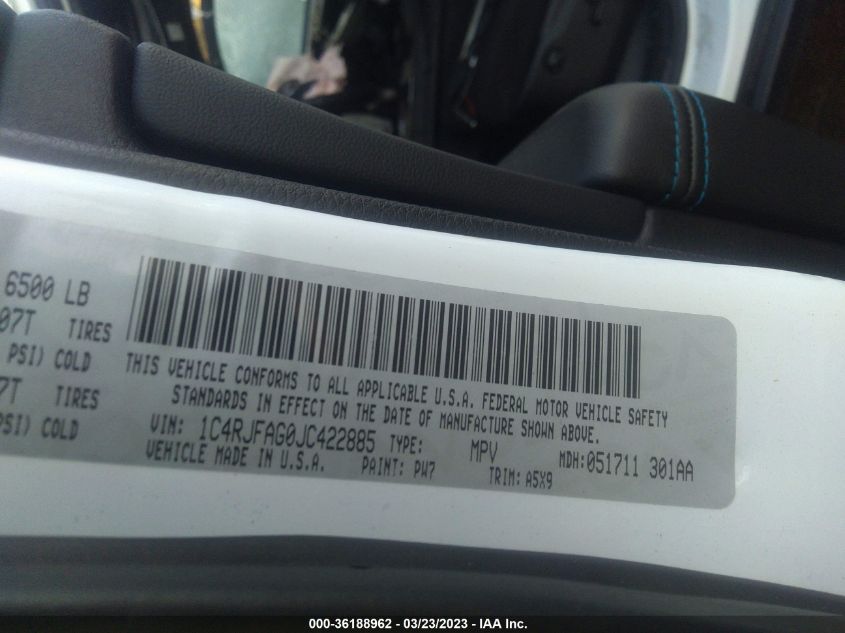 6500 LB
07T TIRES
PSI) COLD
7T TIRES
PSI) COLD
THIS VEHICLE CONFORMS TO ALL APPLICABLE U.S.A. FEDERAL MOTOR VEHICLE SAFETY
STANDARDS IN EFFECT ON THE DATE OF MANUFACTURE SHOWN ABOVE.
VIN: 1C4RJFAG0JC422885 TYPE: MPV MDH:051711 301AA
VEHICLE MADE IN U.S.A. PAINT: PW7 TRIM: A5X9
000-36188962 - 03/23/2023 - IAA Inc.